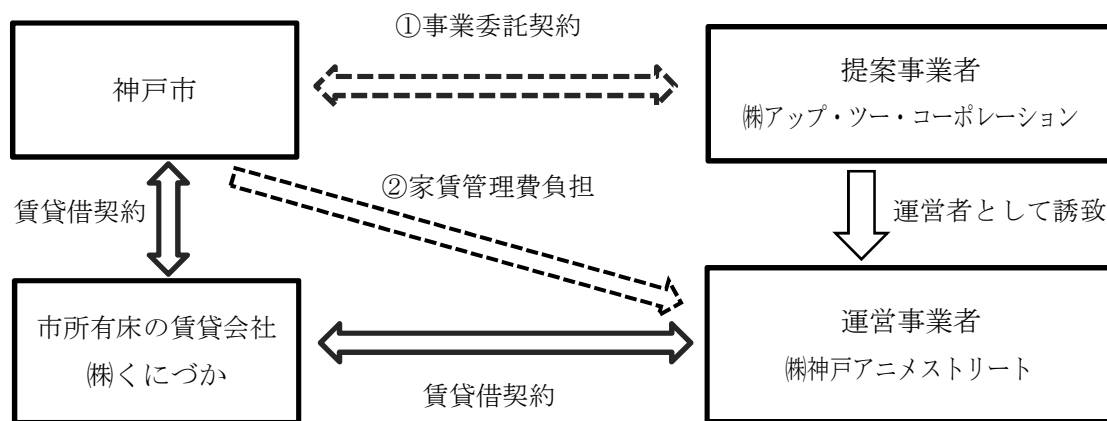 ①事業委託契約
神戸市
提案事業者
㈱アップ・ツー・コーポレーション
②家賃管理費負担
賃貸借契約
運営者として誘致
市所有床の賃貸会社
㈱くにづか
運営事業者
㈱神戸アニメストリート
賃貸借契約